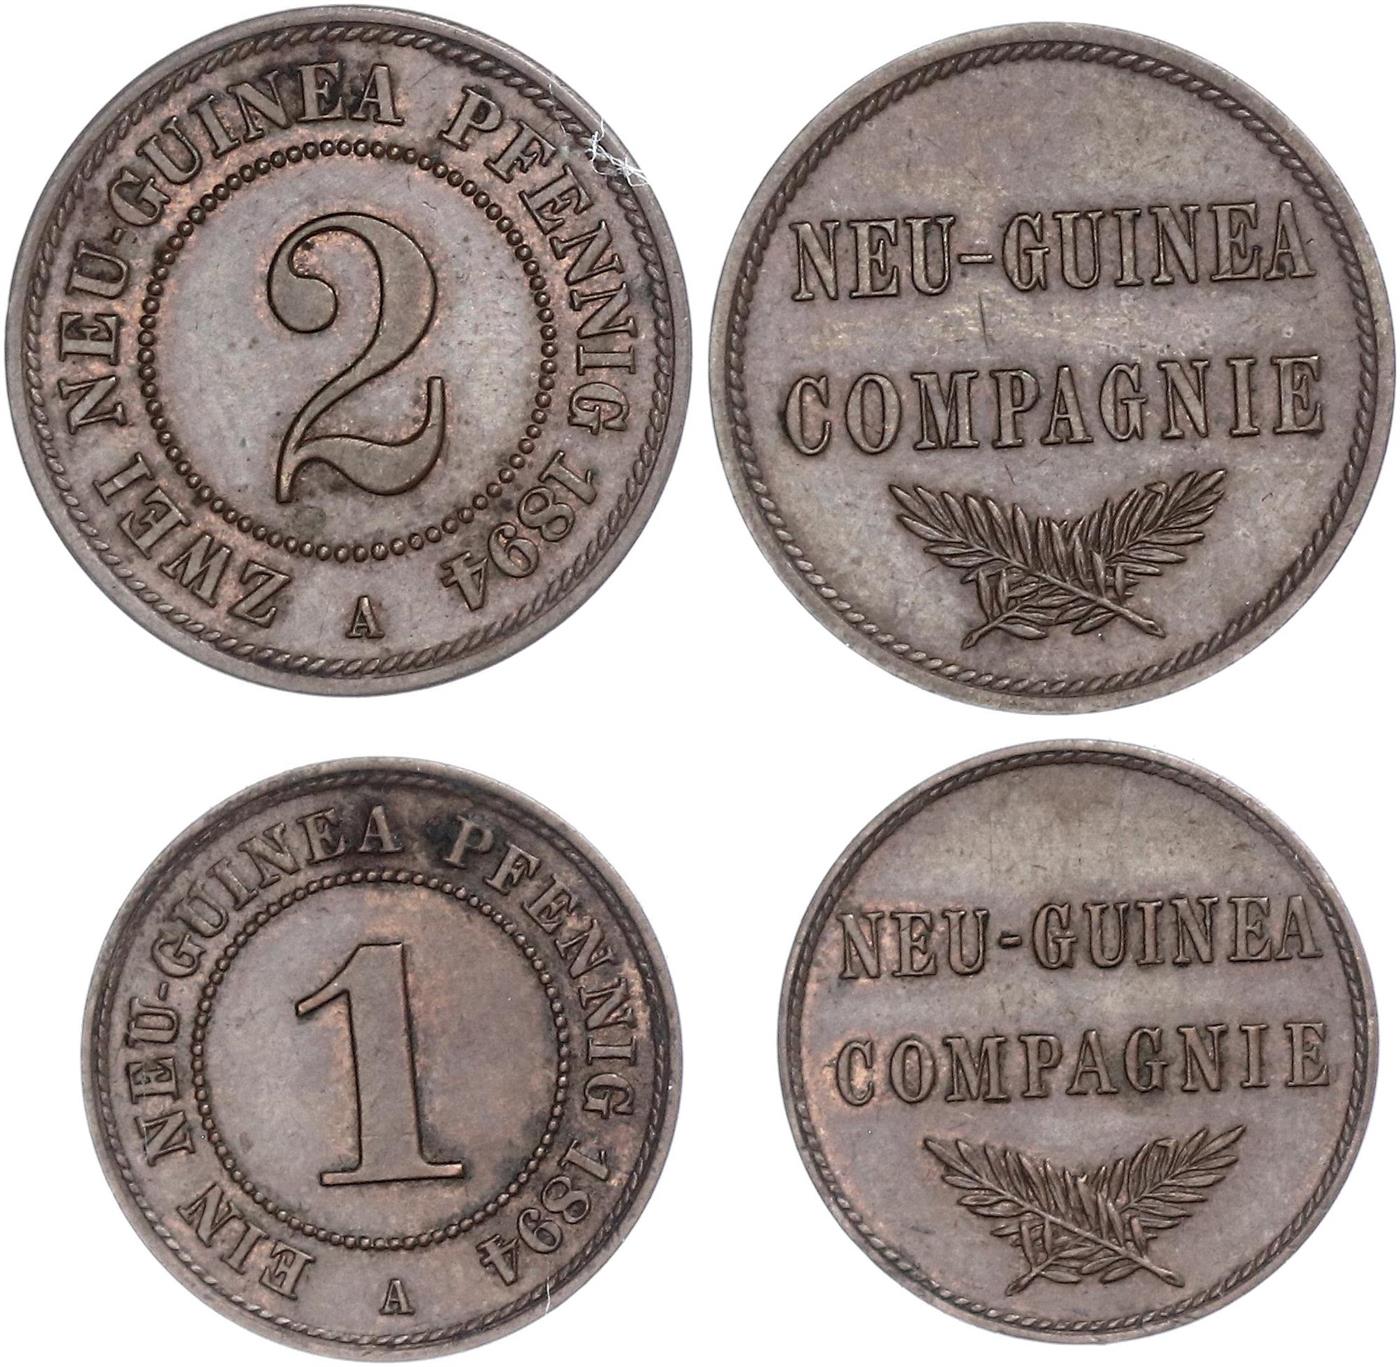 ZWEI NEU-GUINEA PFENNIG 1894
2
A
NEU-GUINEA
COMPAGNIE
EIN NEU-GUINEA PFENNIG 1894
1
A
NEU-GUINEA
COMPAGNIE